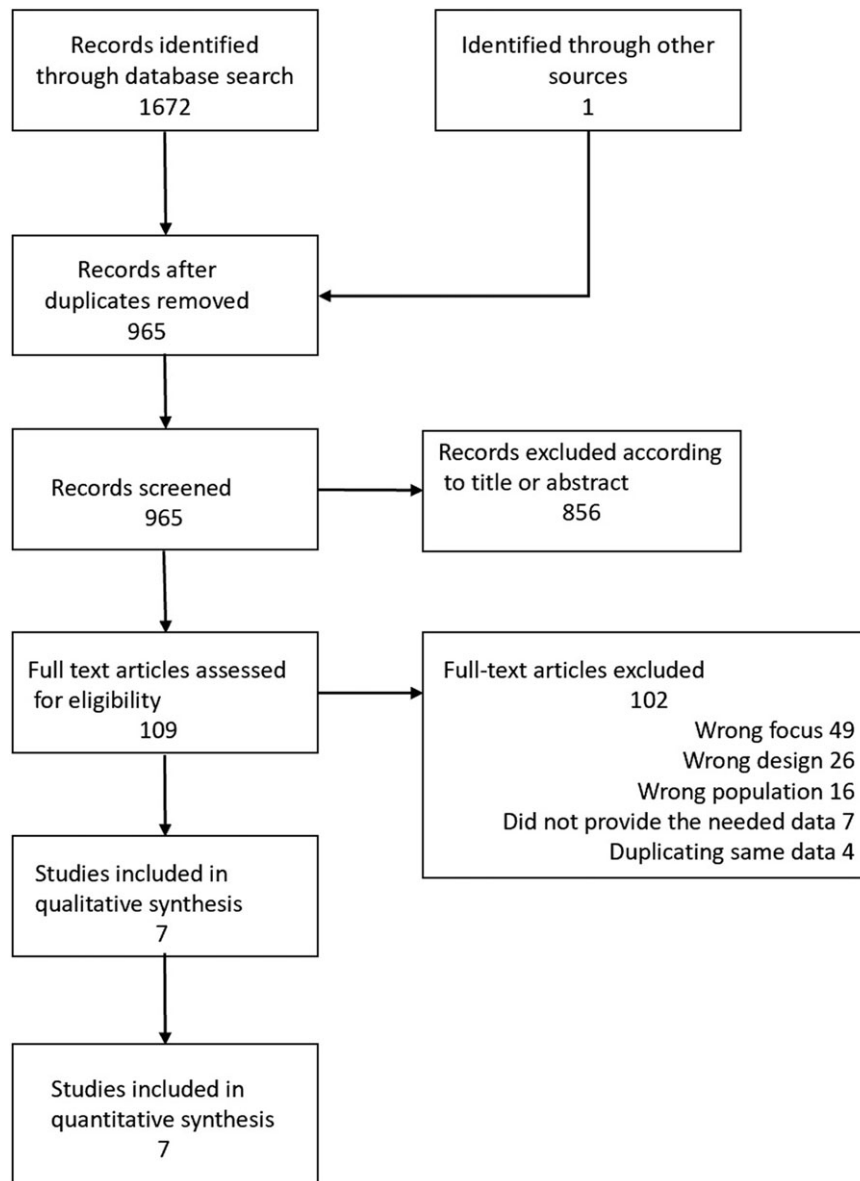 Records identified
through database search
1672
Identified through other
sources
1
Records after
duplicates removed
965
Records screened
965
Records excluded according
to title or abstract
856
Full text articles assessed
for eligibility
109
Full-text articles excluded
102
Wrong focus 49
Wrong design 26
Wrong population 16
Did not provide the needed data 7
Duplicating same data 4
Studies included in
qualitative synthesis
7
Studies included in
quantitative synthesis
7